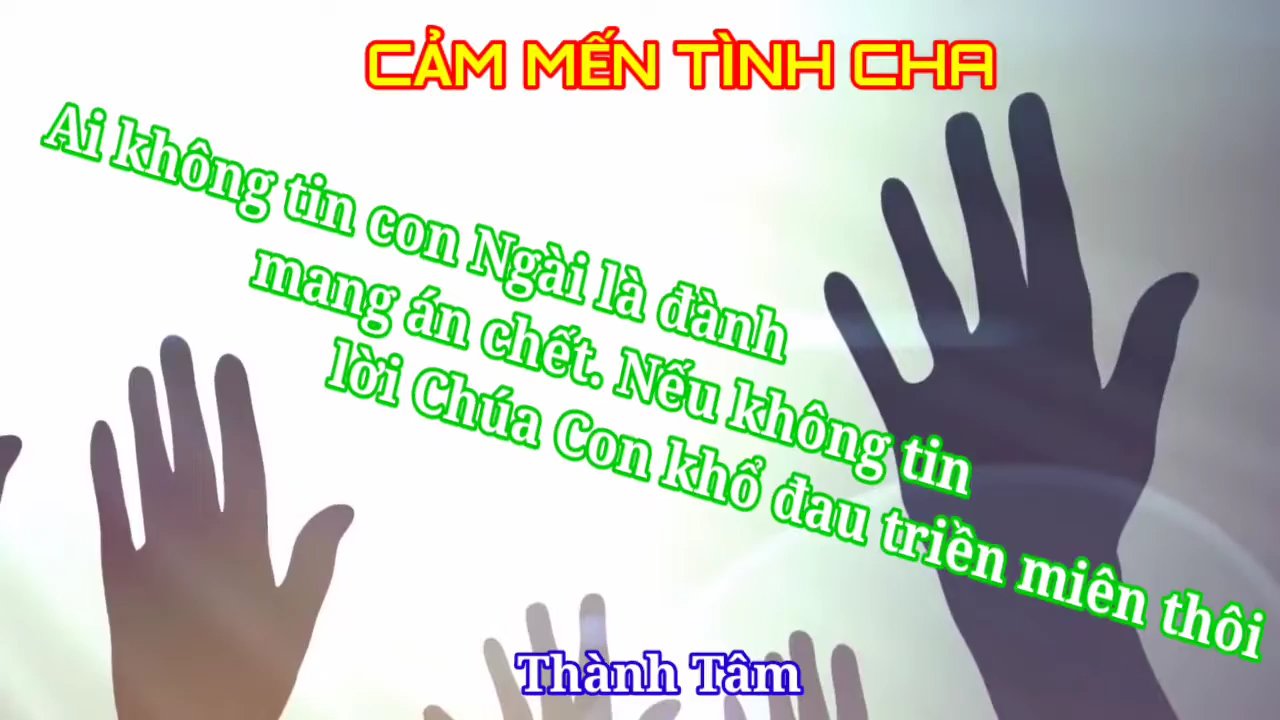 CẢM MẾN TÌNH CHA
Ai không tin con Ngài là đành
mang án chết. Nếu không tin
lời Chúa Con khổ đau triền miên thôi
Thành Tâm